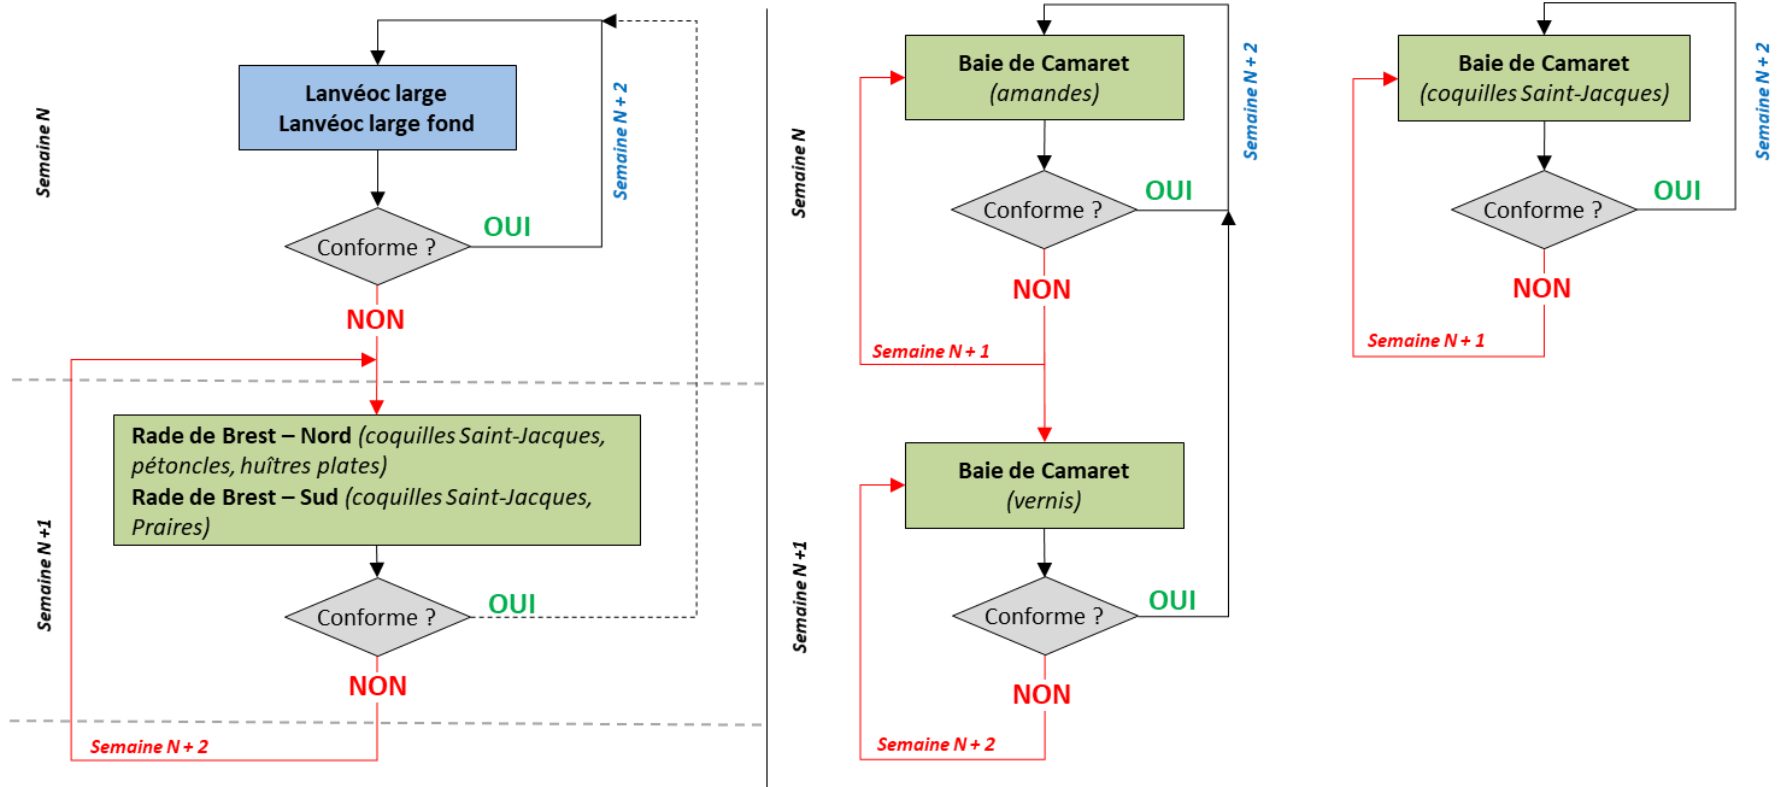 Semaine N
Lanvéoc large
Lanvéoc large fond
Semaine N + 2
Conforme ?
OUI
NON
Semaine N +1
Rade de Brest – Nord (coquilles Saint-Jacques,
pétoncles, huîtres plates)
Rade de Brest – Sud (coquilles Saint-Jacques,
Praires)
Conforme ?
OUI
NON
Semaine N + 2
Semaine N
Baie de Camaret
(amandes)
Semaine N + 2
Conforme ?
OUI
NON
Semaine N + 1
Semaine N +1
Baie de Camaret
(vernis)
Conforme ?
OUI
NON
Semaine N + 2
Baie de Camaret
(coquilles Saint-Jacques)
Semaine N + 2
Conforme ?
OUI
NON
Semaine N + 1